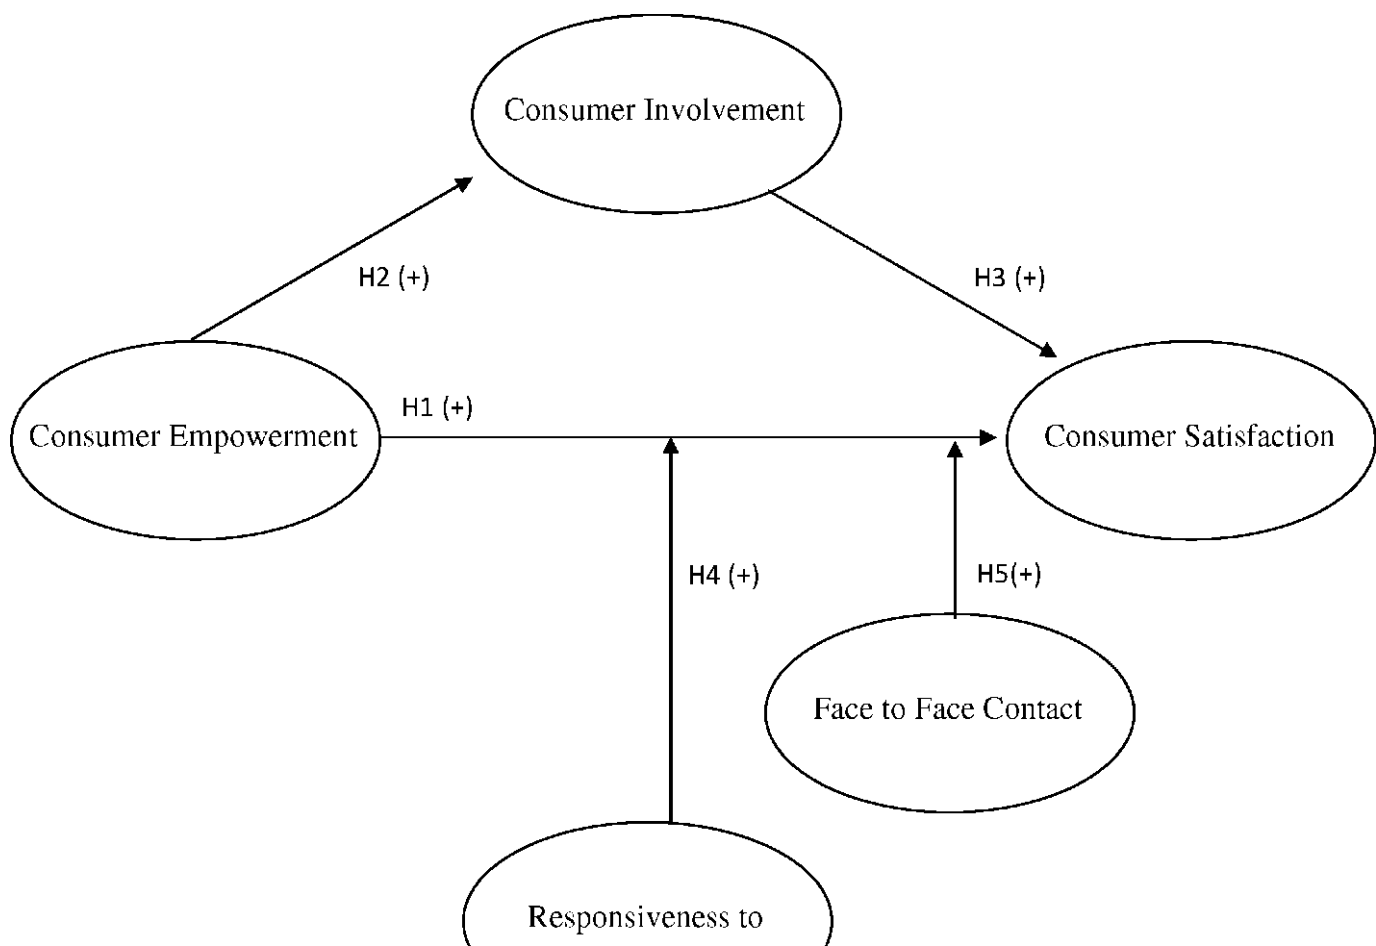 Consumer Involvement
H2 (+)
H3 (+)
H1 (+)
Consumer Empowerment
Consumer Satisfaction
H4 (+)
H5(+)
Face to Face Contact
Responsiveness to